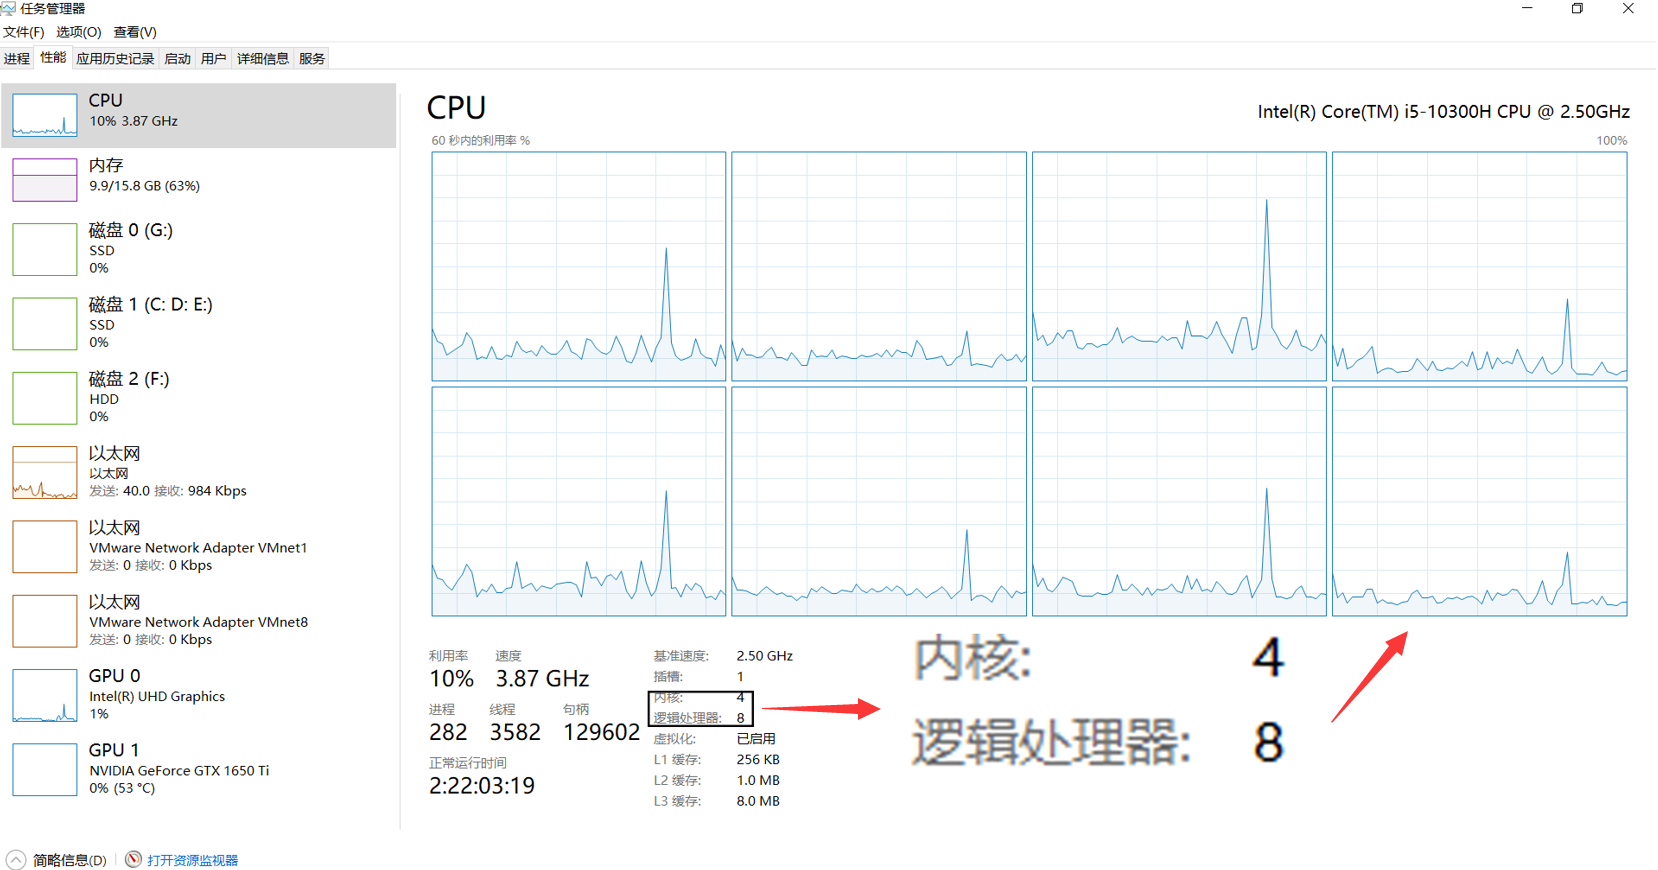 任务管理器
文件(F) 选项(O) 查看(V)
进程 性能 应用历史记录 启动 用户 详细信息 服务
CPU
10% 3.87 GHz
内存
9.9/15.8 GB (63%)
磁盘 0 (G:)
SSD
0%
磁盘 1 (C: D: E:)
SSD
0%
磁盘 2 (F:)
HDD
0%
以太网
以太网
发送: 40.0 接收: 984 Kbps
以太网
VMware Network Adapter VMnet1
发送: 0 接收: 0 Kbps
以太网
VMware Network Adapter VMnet8
发送: 0 接收: 0 Kbps
GPU 0
Intel(R) UHD Graphics
1%
GPU 1
NVIDIA GeForce GTX 1650 Ti
0% (53 °C)
CPU
Intel(R) Core(TM) i5-10300H CPU @ 2.50GHz
60 秒内的利用率 %
100%
利用率 速度
10% 3.87 GHz
进程 线程 句柄
282 3582 129602
正常运行时间
2:22:03:19
基准速度: 2.50 GHz
插槽: 1
内核: 4
逻辑处理器: 8
虚拟化: 已启用
L1 缓存: 256 KB
L2 缓存: 1.0 MB
L3 缓存: 8.0 MB
内核: 4
逻辑处理器: 8
简略信息(D) 打开资源监视器